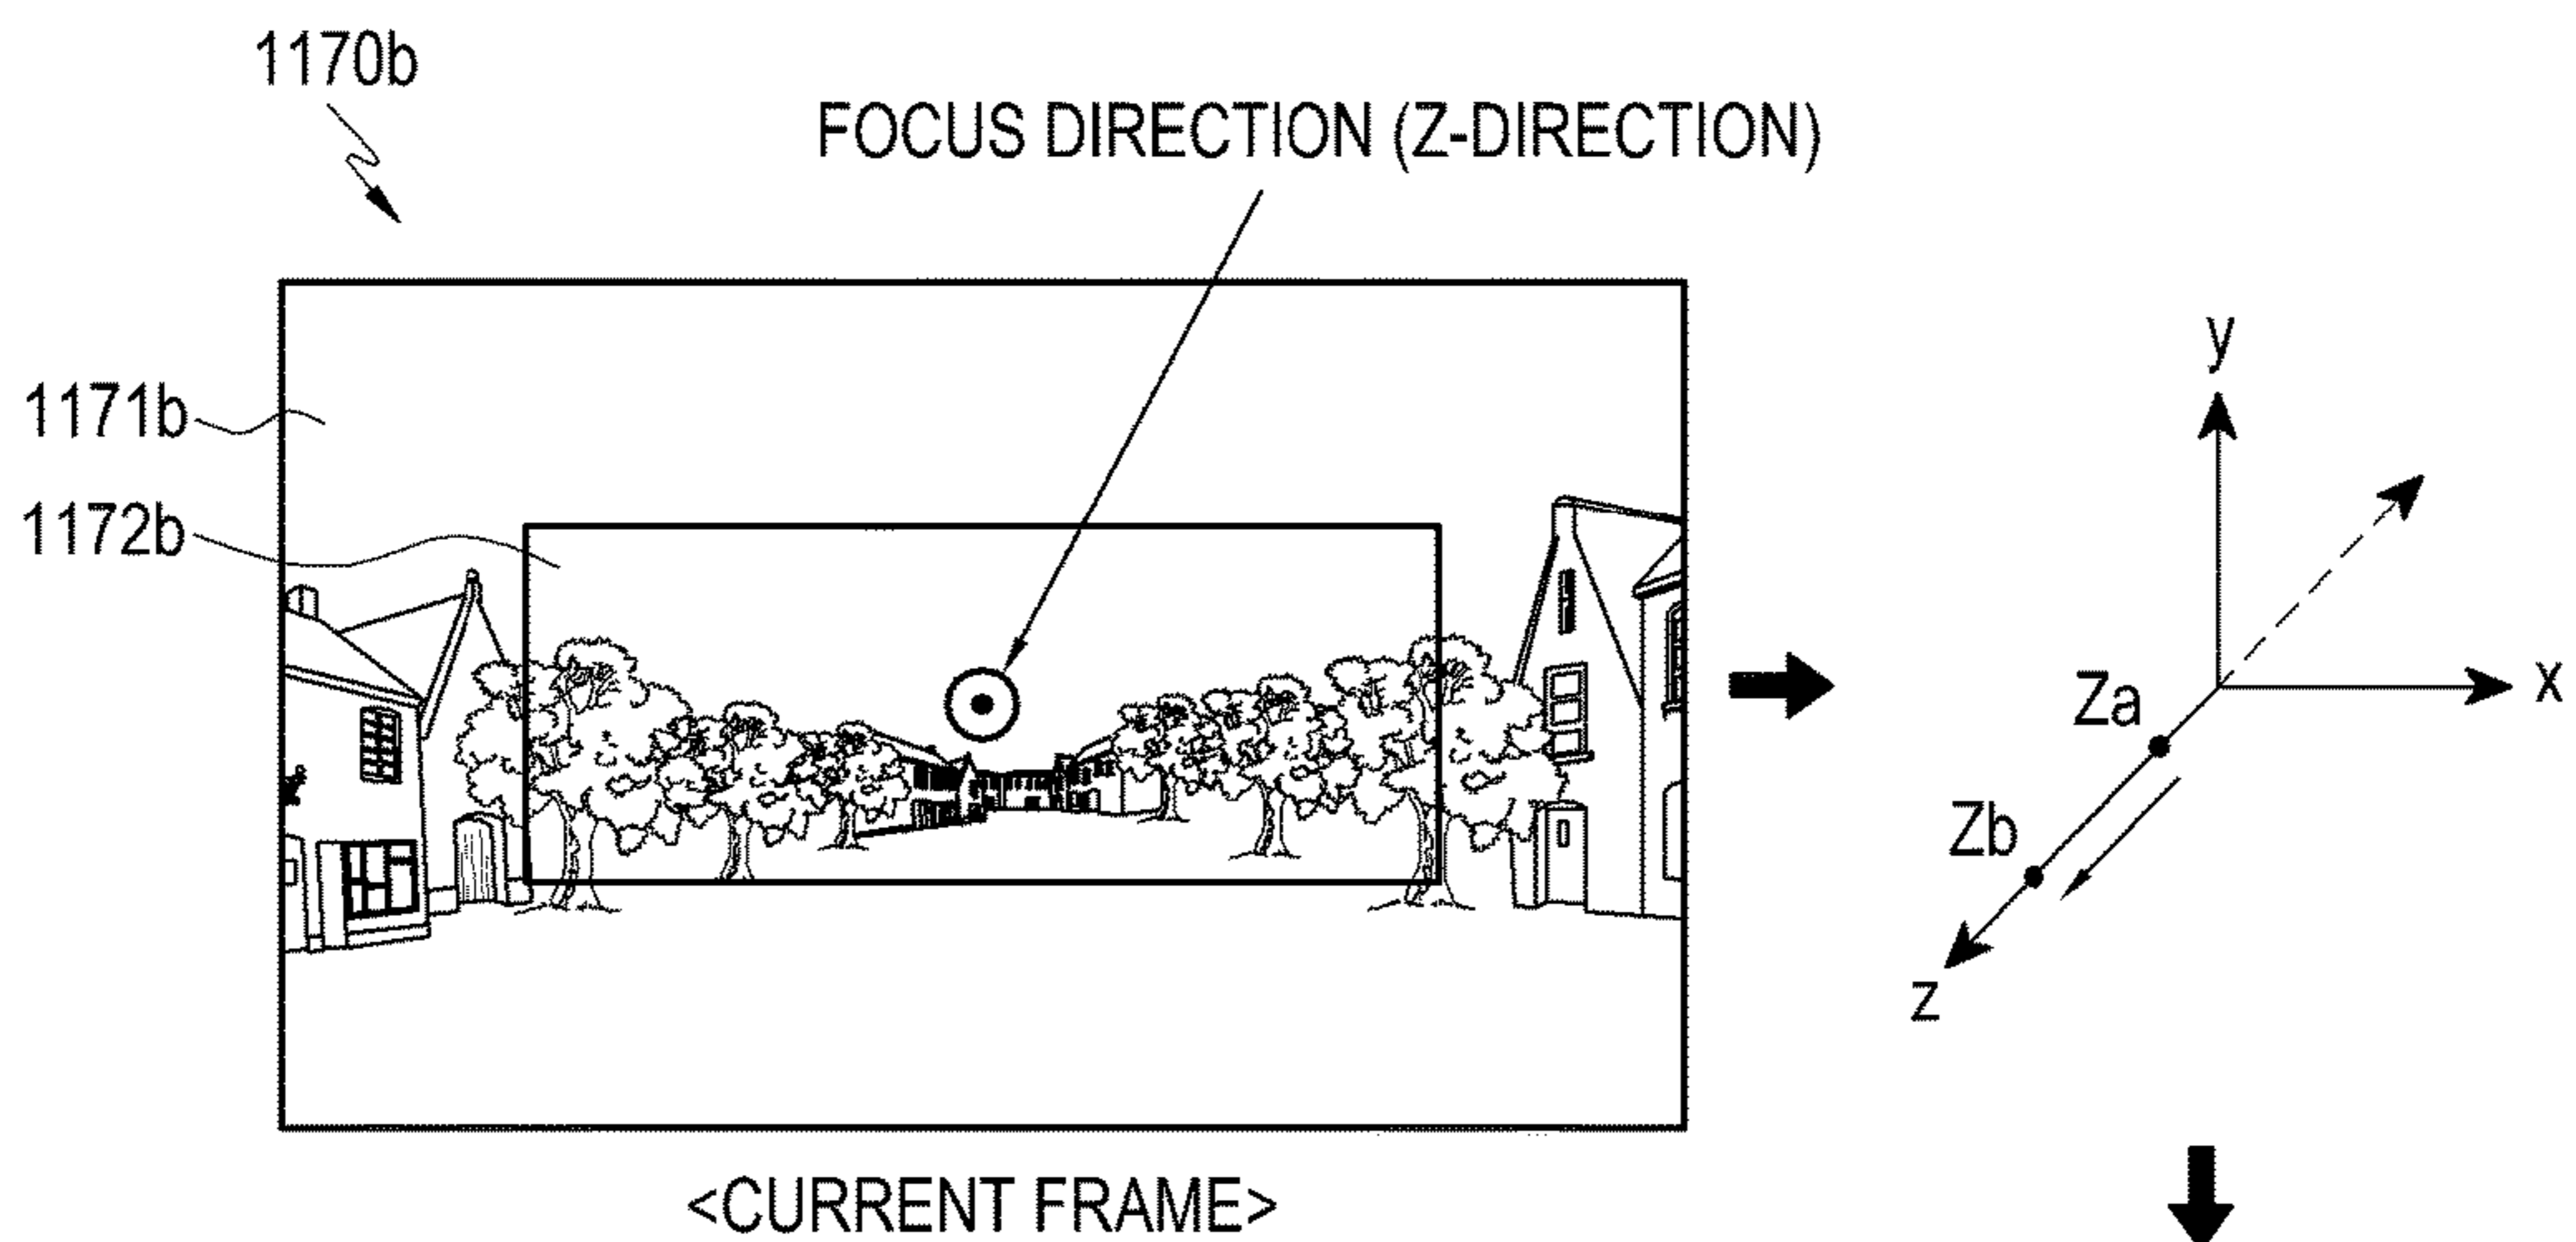 1170b
FOCUS DIRECTION (Z-DIRECTION)
1171b
1172b
y
x
Za
Zb
z
<CURRENT FRAME>